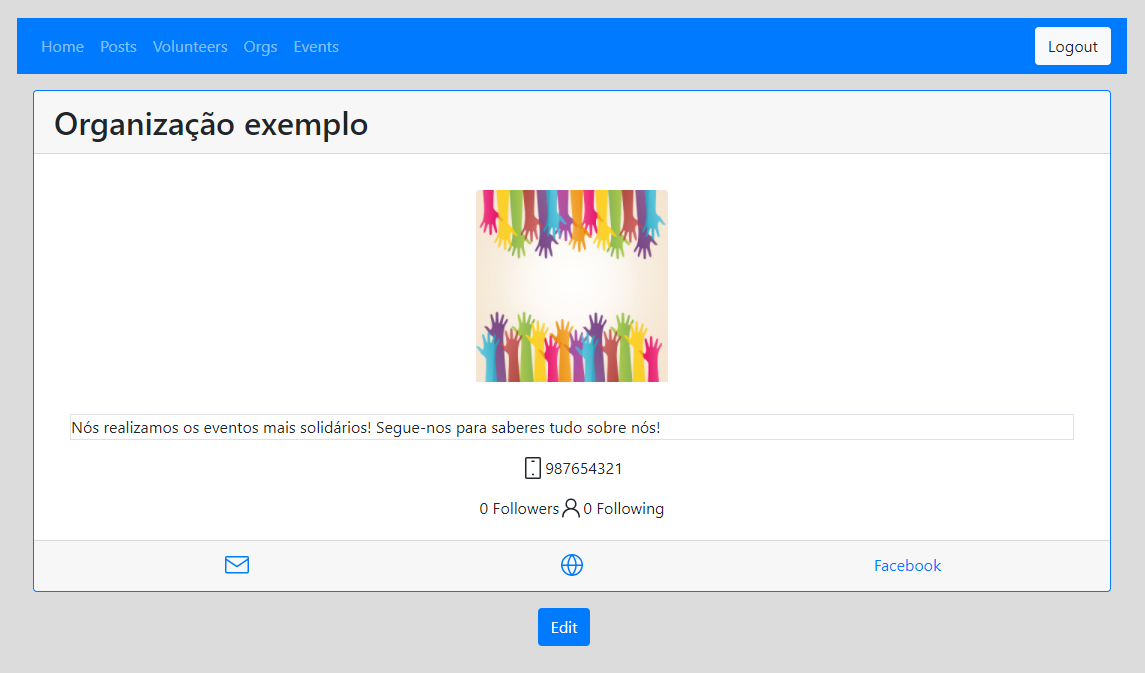 Home Posts Volunteers Orgs Events Logout
Organização exemplo
Nós realizamos os eventos mais solidários! Segue-nos para saberes tudo sobre nós!
987654321
0 Followers 0 Following
Facebook
Edit